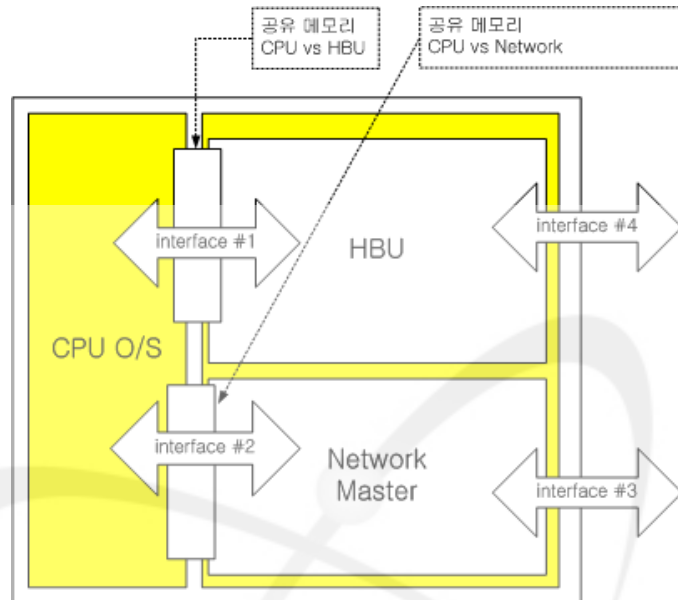 공유 메모리
CPU vs HBU
공유 메모리
CPU vs Network
interface #1
HBU
interface #4
CPU O/S
interface #2
Network
Master
interface #3